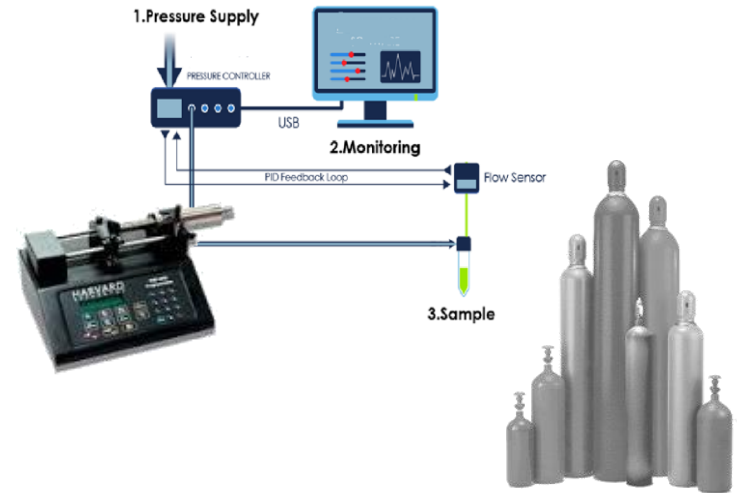 1.Pressure Supply
PRESSURE CONTROLLER
USB
2.Monitoring
PID Feedback Loop
Flow Sensor
HARVARD
3.Sample